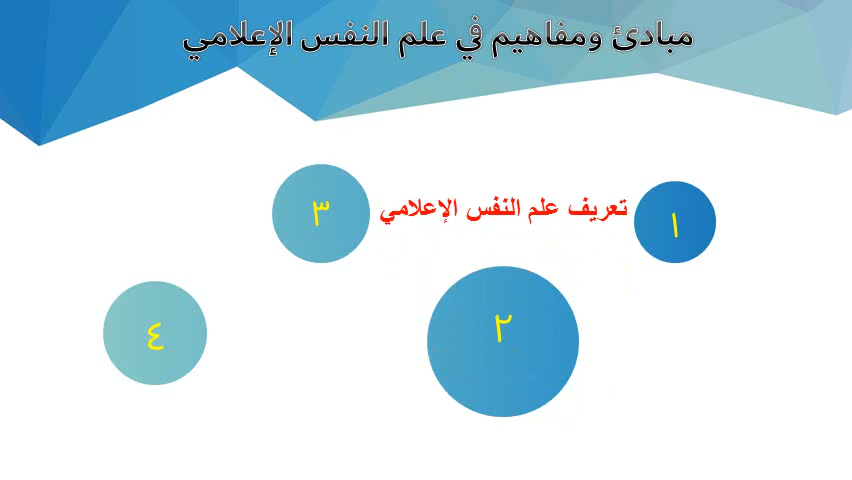 مبادئ ومفاهيم في علم النفس الإعلامي
١
تعريف علم النفس الإعلامي
٢
٣
٤